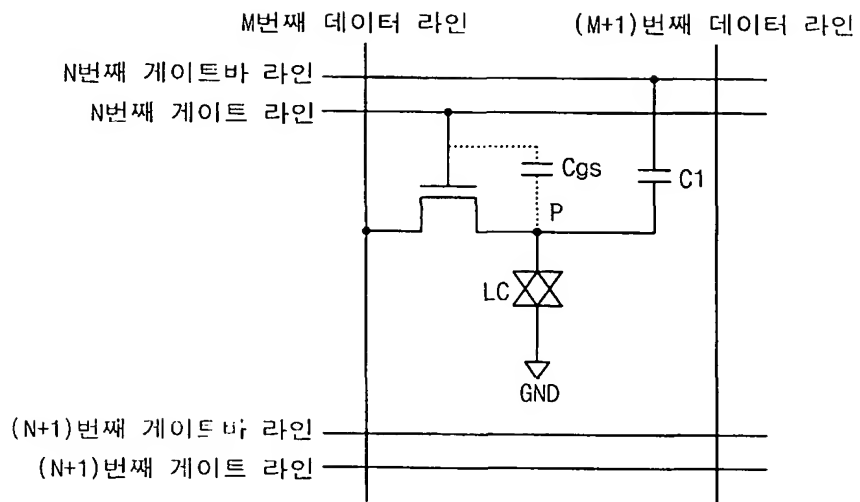 M번째 데이터 라인
(M+1)번째 데이터 라인
N번째 게이트바 라인
N번째 게이트 라인
Cgs
C1
P
LC
GND
(N+1)번째 게이트바 라인
(N+1)번째 게이트 라인